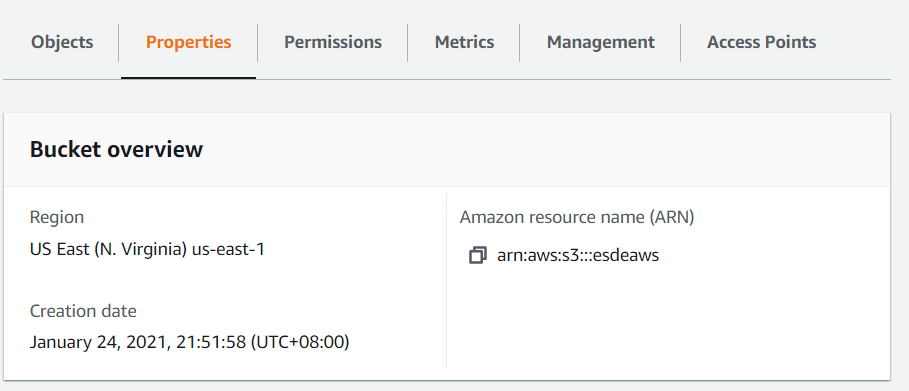 Objects Properties Permissions Metrics Management Access Points
Bucket overview
Region
US East (N. Virginia) us-east-1
Creation date
January 24, 2021, 21:51:58 (UTC+08:00)
Amazon resource name (ARN)
arn:aws:s3:::esdeaws